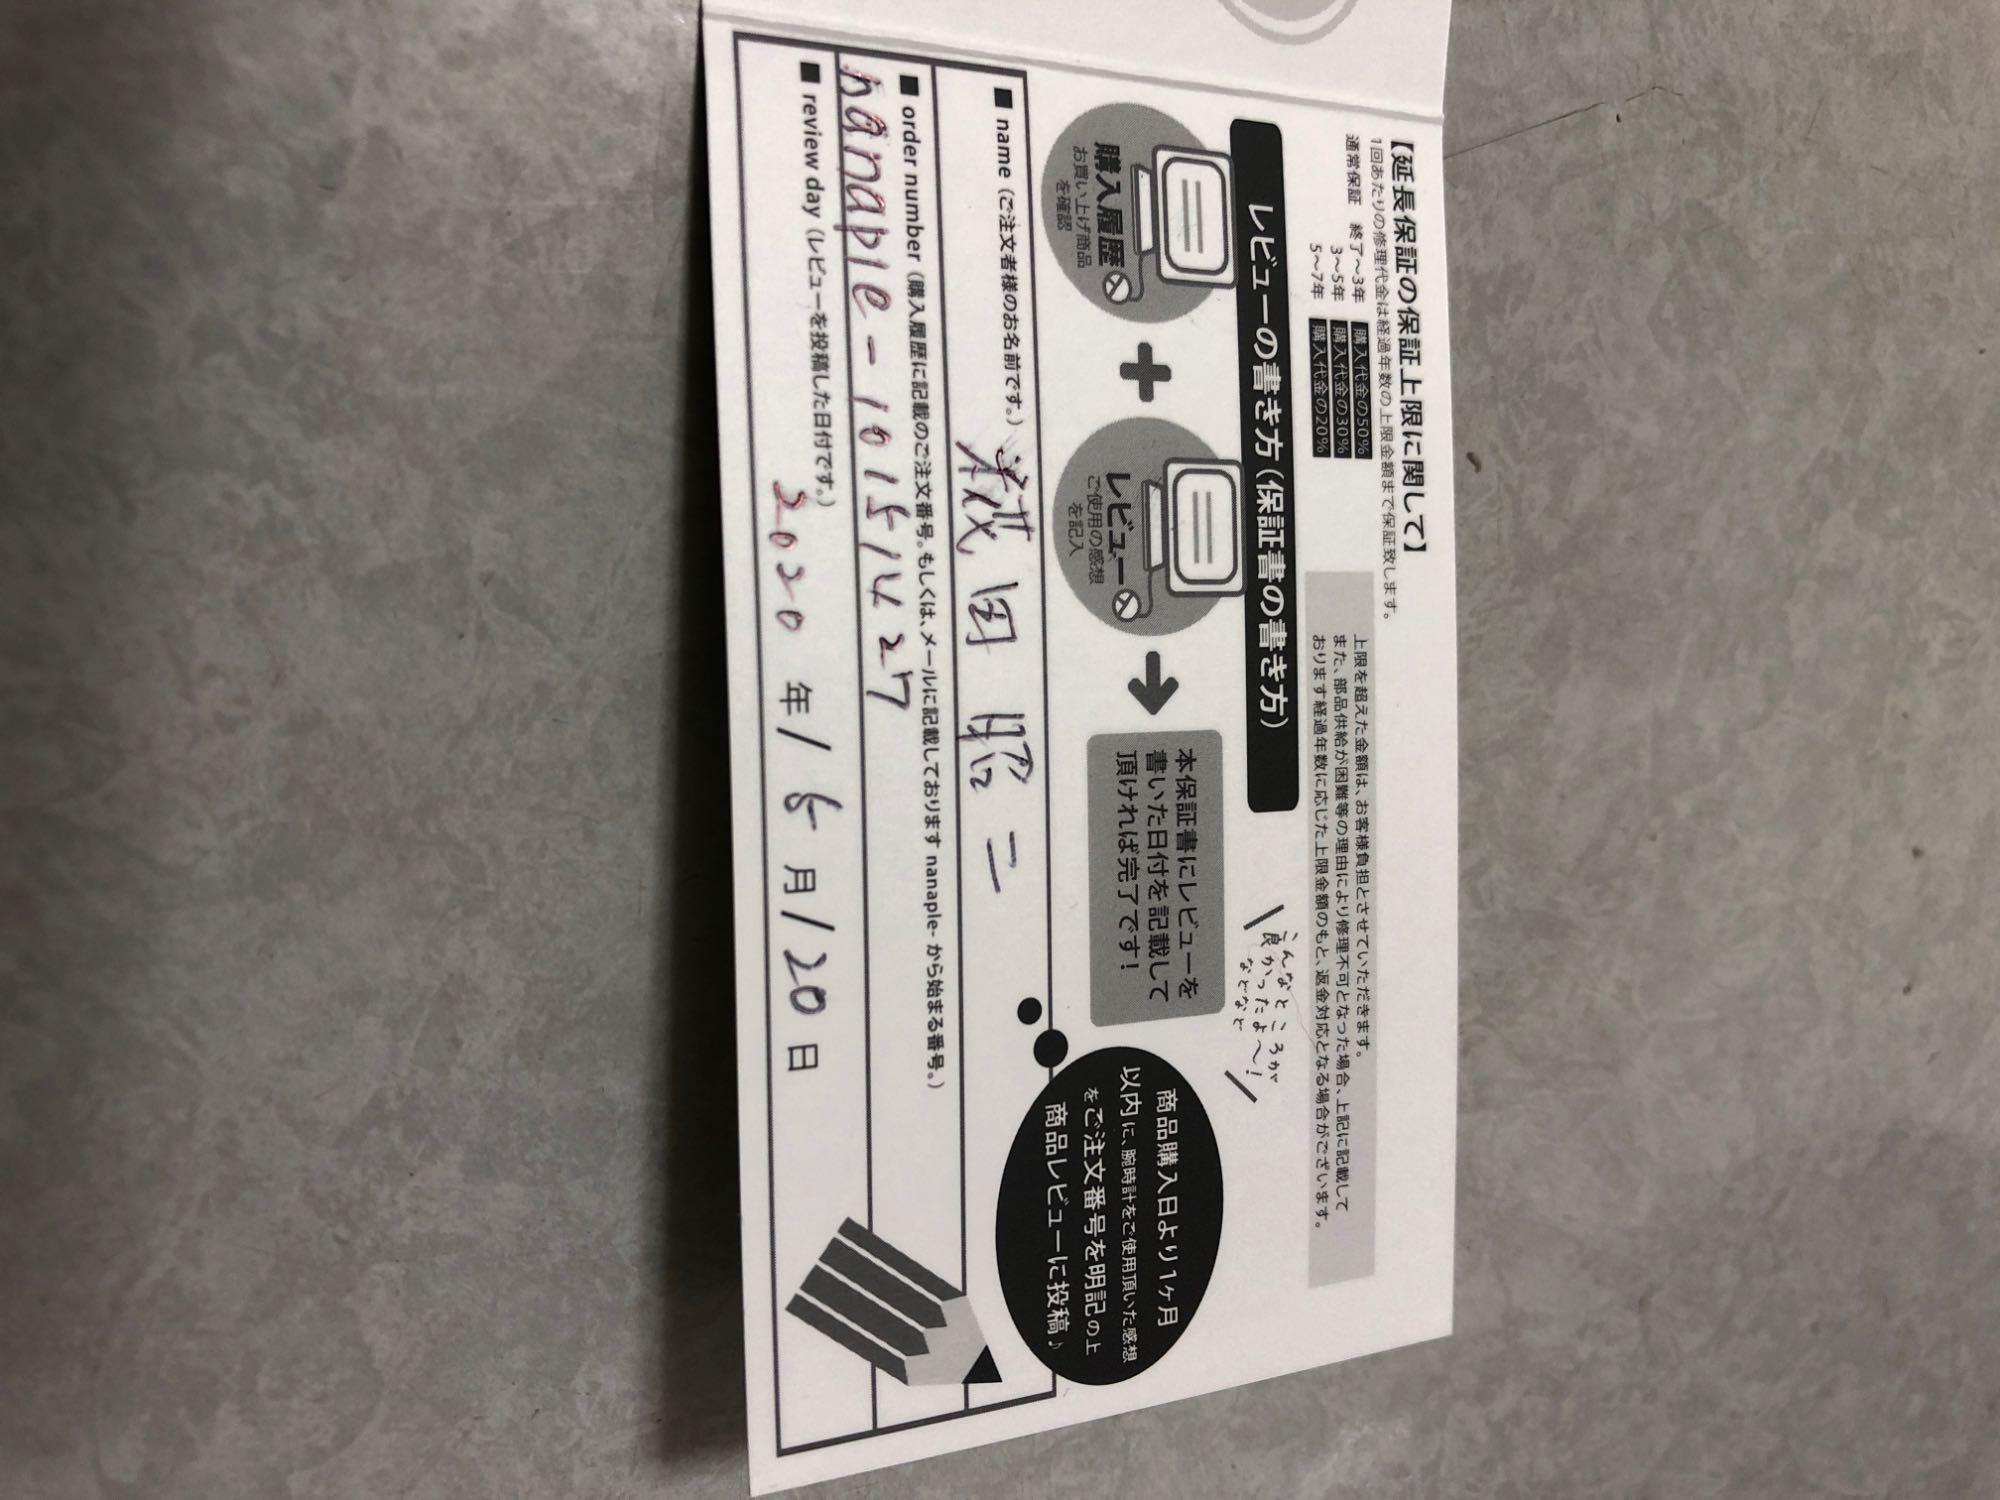 【延長保証の保証上限に関して】
1回あたりの修理代金は経過年数の上限金額まで保証致します。
通常保証 終了〜3年 購入代金の50%
3〜5年 購入代金の30%
5〜7年 購入代金の20%
上限を超えた金額は、お客様負担とさせていただきます。
また、部品供給が困難等の理由により修理不可となった場合、上記に記載して
おります経過年数に応じた上限金額のもと、返金対応となる場合がございます。
レビューの書き方(保証書の書き方)
こんなところが
良かったよ〜!
などなど
購入履歴
お買い上げ商品
を確認
+
レビュー
ご使用の感想
を記入
本保証書にレビューを
書いた日付を記載して
頂ければ完了です!
商品購入日より1ヶ月
以内に、腕時計をご使用頂いた感想
をご注文番号を明記の上
商品レビューに投稿♪
■ name(ご注文者様のお名前です。) 田 昭二
■ order number(購入履歴に記載のご注文番号。もしくは、メールに記載しております nanaple- から始まる番号。)
nanaple-10151427
■ review day(レビューを投稿した日付です。)
2020 年/ 5 月/20 日